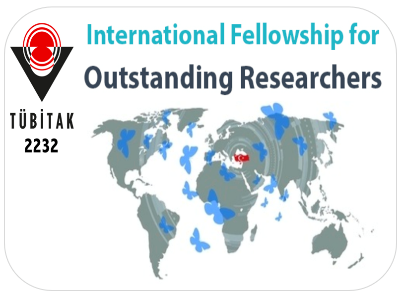 International Fellowship for
Outstanding Researchers
TÜBİTAK
2232